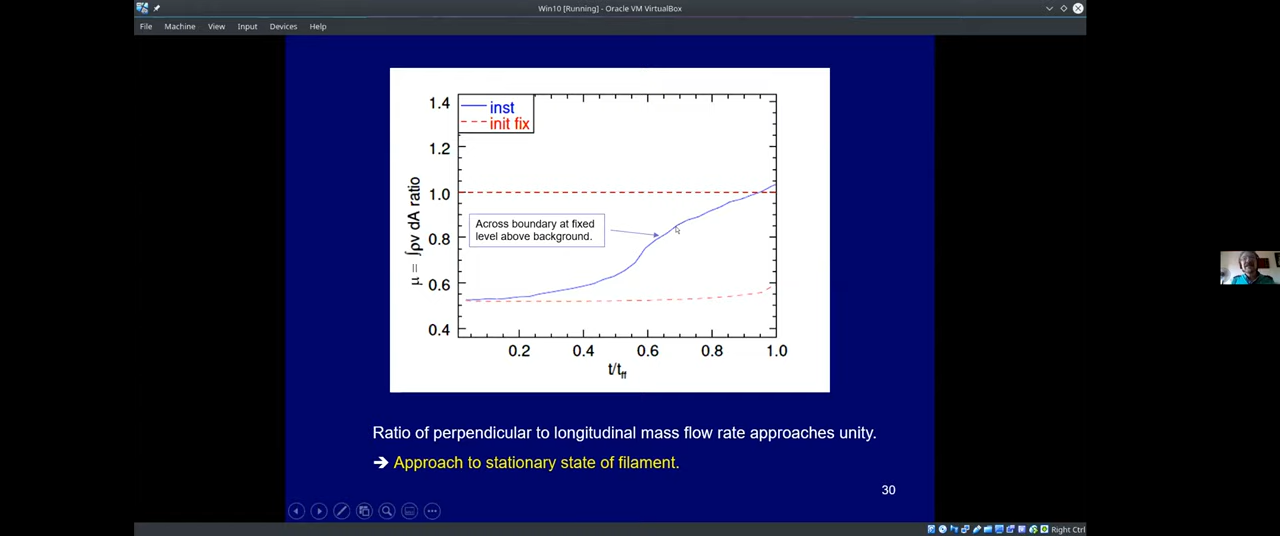 Win10 [Running] - Oracle VM VirtualBox
File Machine View Input Devices Help
inst
init fix
1.4
1.2
1.0
0.8
0.6
0.4
μ = ∫ρv dA ratio
Across boundary at fixed
level above background.
0.2 0.4 0.6 0.8 1.0
t/tff
Ratio of perpendicular to longitudinal mass flow rate approaches unity.
➔ Approach to stationary state of filament.
30
Right Ctrl